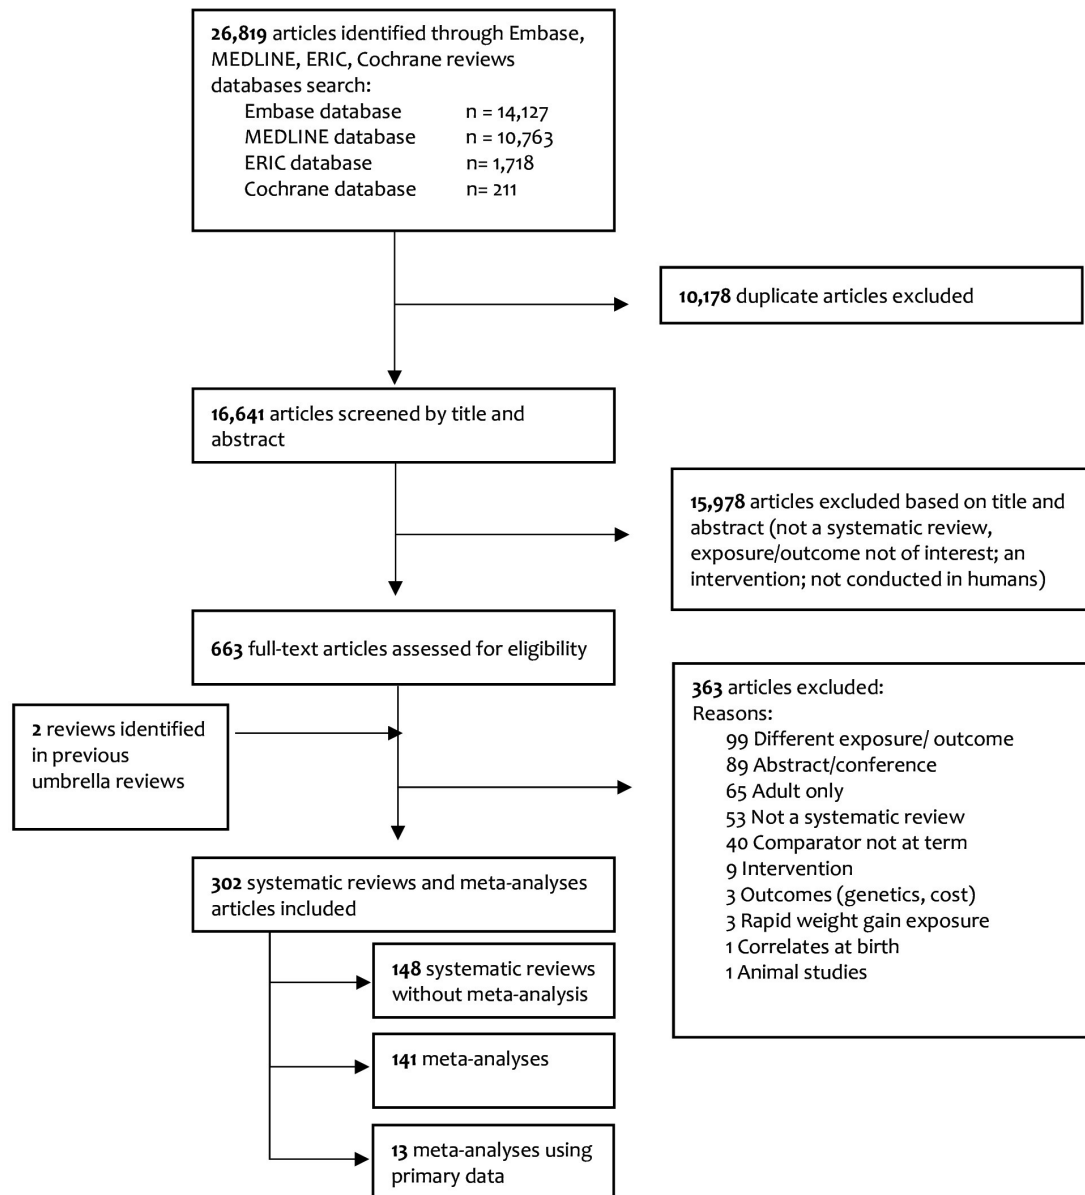 26,819 articles identified through Embase,
MEDLINE, ERIC, Cochrane reviews
databases search:
Embase database n = 14,127
MEDLINE database n = 10,763
ERIC database n= 1,718
Cochrane database n= 211
10,178 duplicate articles excluded
16,641 articles screened by title and
abstract
15,978 articles excluded based on title and
abstract (not a systematic review,
exposure/outcome not of interest; an
intervention; not conducted in humans)
663 full-text articles assessed for eligibility
2 reviews identified
in previous
umbrella reviews
363 articles excluded:
Reasons:
99 Different exposure/ outcome
89 Abstract/conference
65 Adult only
53 Not a systematic review
40 Comparator not at term
9 Intervention
3 Outcomes (genetics, cost)
3 Rapid weight gain exposure
1 Correlates at birth
1 Animal studies
302 systematic reviews and meta-analyses
articles included
148 systematic reviews
without meta-analysis
141 meta-analyses
13 meta-analyses using
primary data